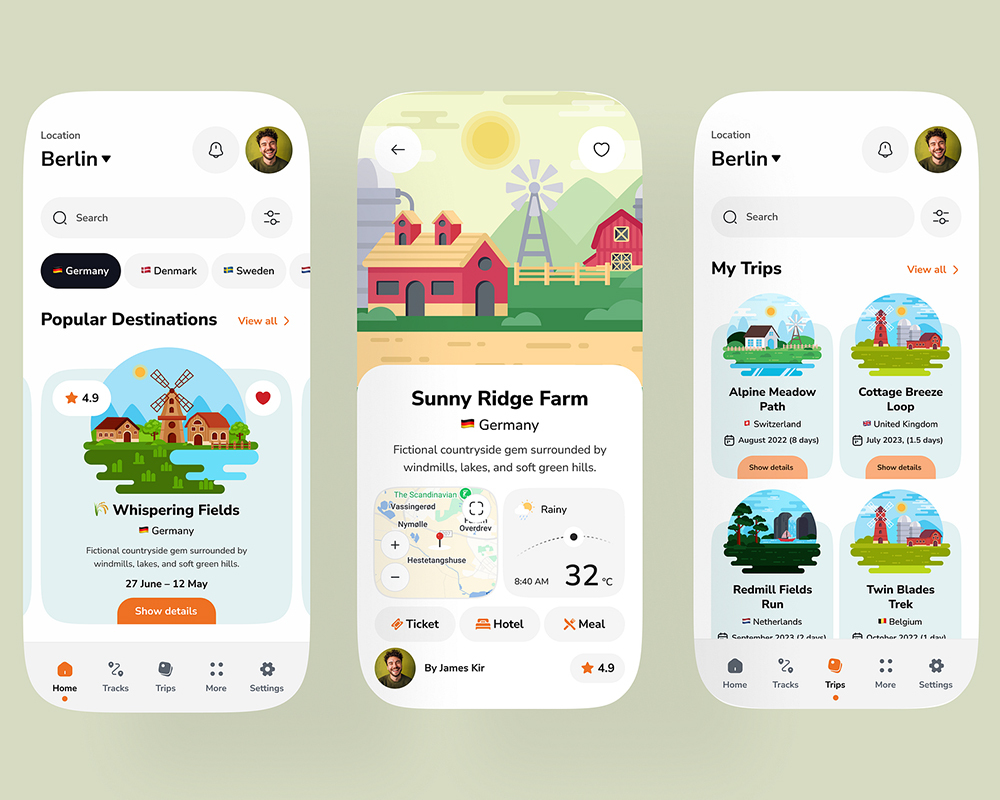 Location
Berlin
Search
Germany
Denmark
Sweden
Popular Destinations
View all
4.9
Whispering Fields
Germany
Fictional countryside gem surrounded by
windmills, lakes, and soft green hills.
27 June – 12 May
Show details
Home
Tracks
Trips
More
Settings
Sunny Ridge Farm
Germany
Fictional countryside gem surrounded by
windmills, lakes, and soft green hills.
The Scandinavian
Vassingerød
Nymølle
Overdrev
Hestetangshuse
Rainy
8:40 AM
32 °C
Ticket
Hotel
Meal
By James Kir
4.9
Location
Berlin
Search
My Trips
View all
Alpine Meadow
Path
Switzerland
August 2022 (8 days)
Show details
Cottage Breeze
Loop
United Kingdom
July 2023, (1.5 days)
Show details
Redmill Fields
Run
Netherlands
September 2023 (2 days)
Twin Blades
Trek
Belgium
October 2022 (1 day)
Home
Tracks
Trips
More
Settings